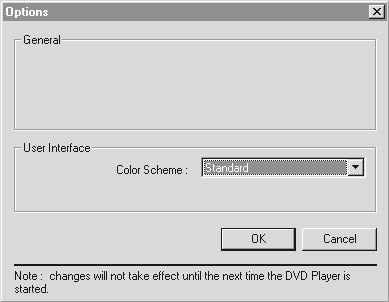 Options
General
User Interface
Color Scheme :
Standard
OK
Cancel
Note :  changes will not take effect until the next time the DVD Player is
started.